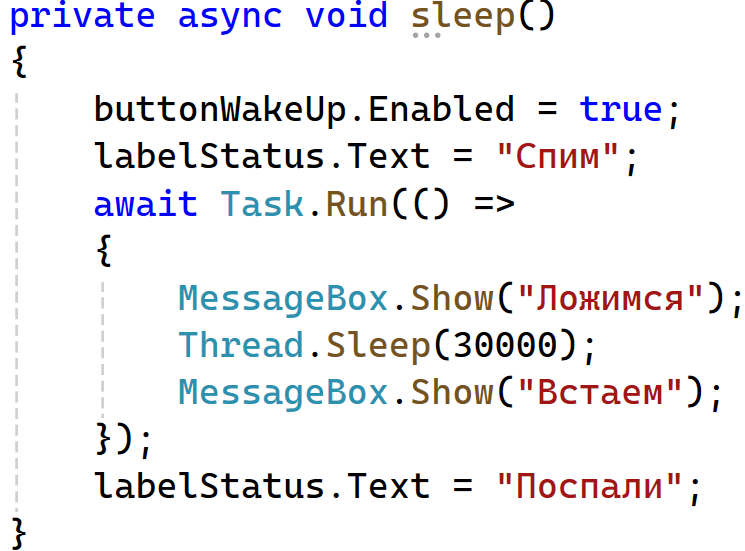 private async void sleep()
{
buttonWakeUp.Enabled = true;
labelStatus.Text = "Спим";
await Task.Run(() =>
{
MessageBox.Show("Ложимся");
Thread.Sleep(30000);
MessageBox.Show("Встаем");
});
labelStatus.Text = "Поспали";
}